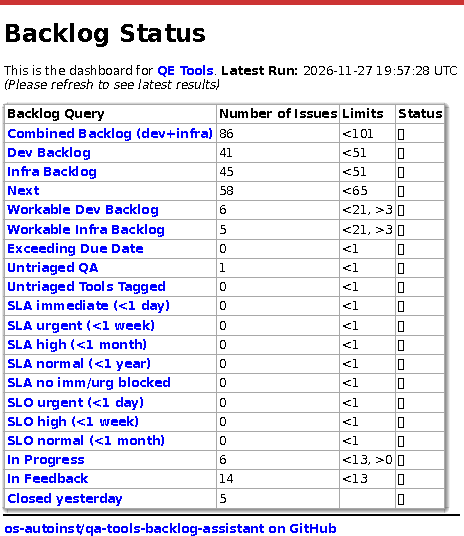 Backlog Status
This is the dashboard for QE Tools. Latest Run: 2026-11-27 19:57:28 UTC
(Please refresh to see latest results)
Backlog Query Number of Issues Limits Status
Combined Backlog (dev+infra) 86 <101
Dev Backlog 41 <51
Infra Backlog 45 <51
Next 58 <65
Workable Dev Backlog 6 <21, >3
Workable Infra Backlog 5 <21, >3
Exceeding Due Date 0 <1
Untriaged QA 1 <1
Untriaged Tools Tagged 0 <1
SLA immediate (<1 day) 0 <1
SLA urgent (<1 week) 0 <1
SLA high (<1 month) 0 <1
SLA normal (<1 year) 0 <1
SLA no imm/urg blocked 0 <1
SLO urgent (<1 day) 0 <1
SLO high (<1 week) 0 <1
SLO normal (<1 month) 0 <1
In Progress 6 <13, >0
In Feedback 14 <13
Closed yesterday 5
os-autoinst/qa-tools-backlog-assistant on GitHub